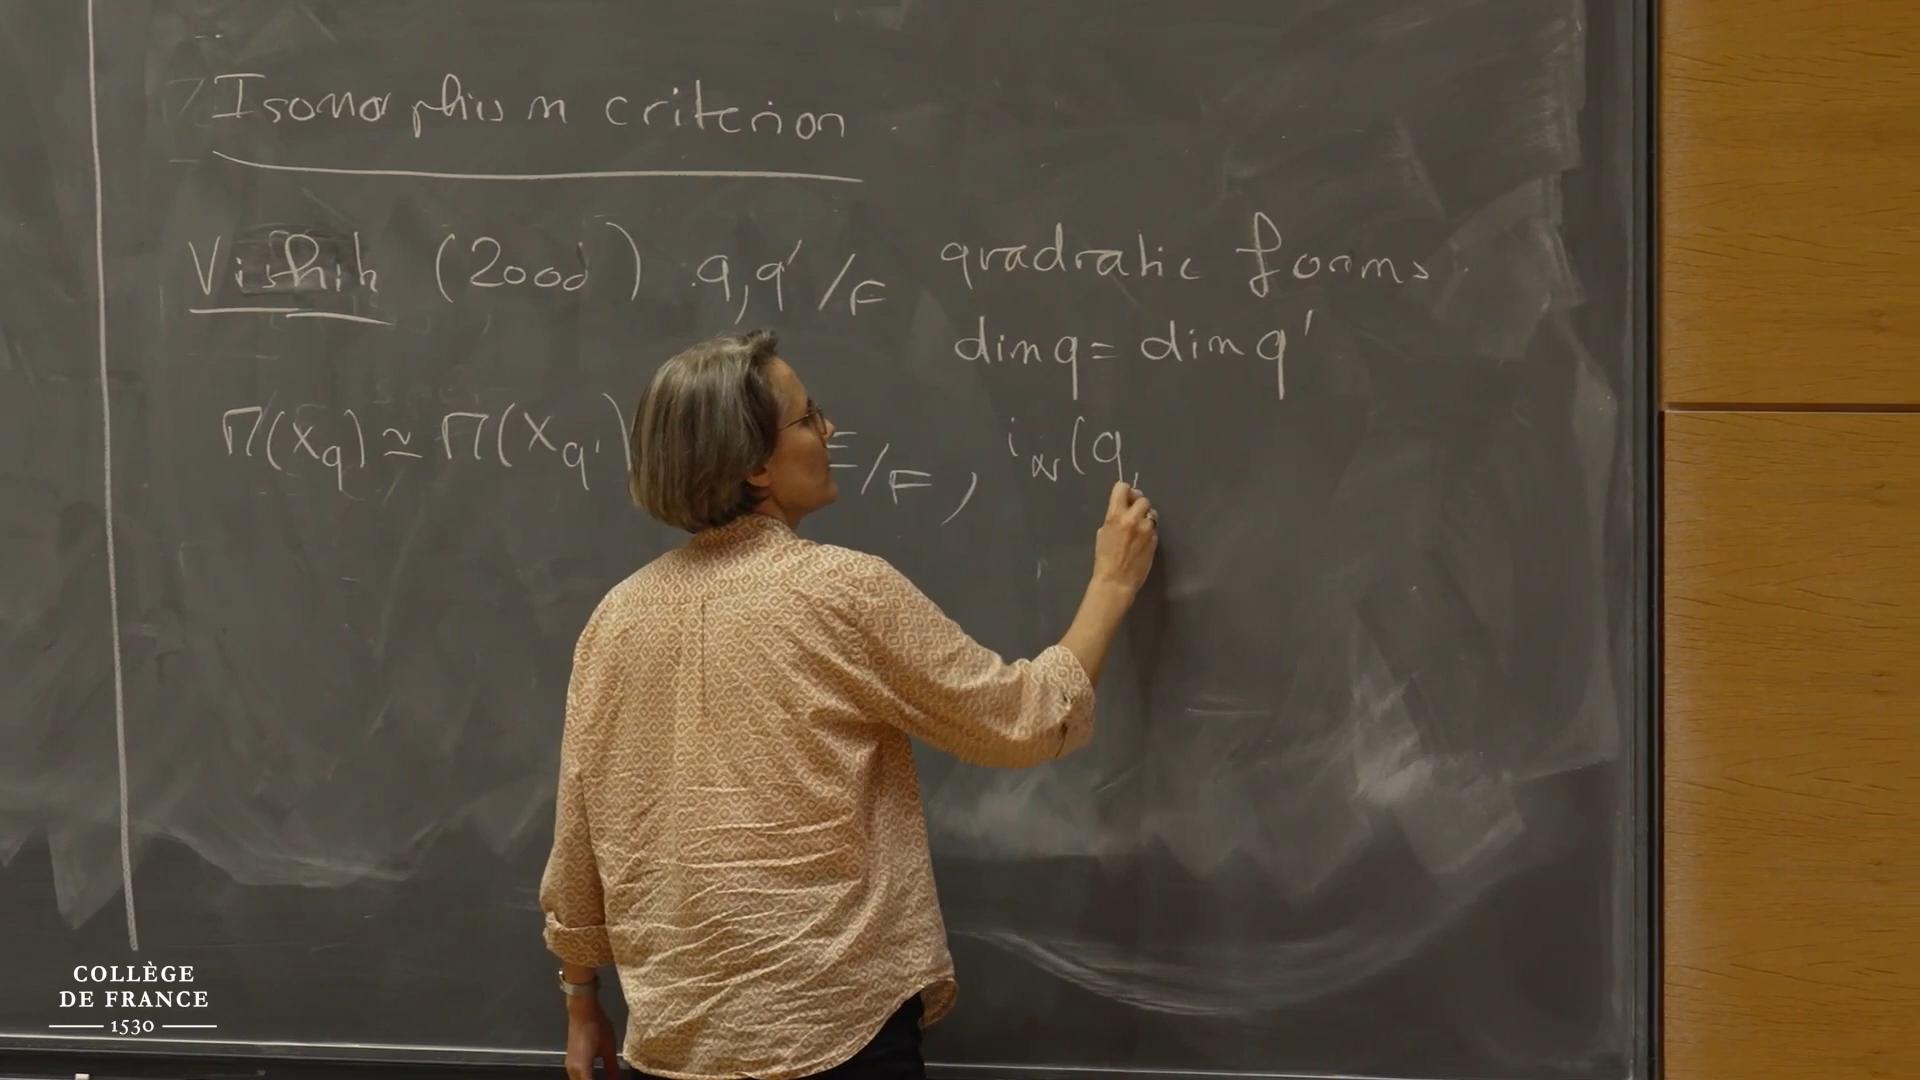 Isomorphism criterion
Vishik (2000) q, q' /F quadratic forms
dim q = dim q'
M(X_q) ≃ M(X_q') E/F, i_w(q,
COLLÈGE
DE FRANCE
1530